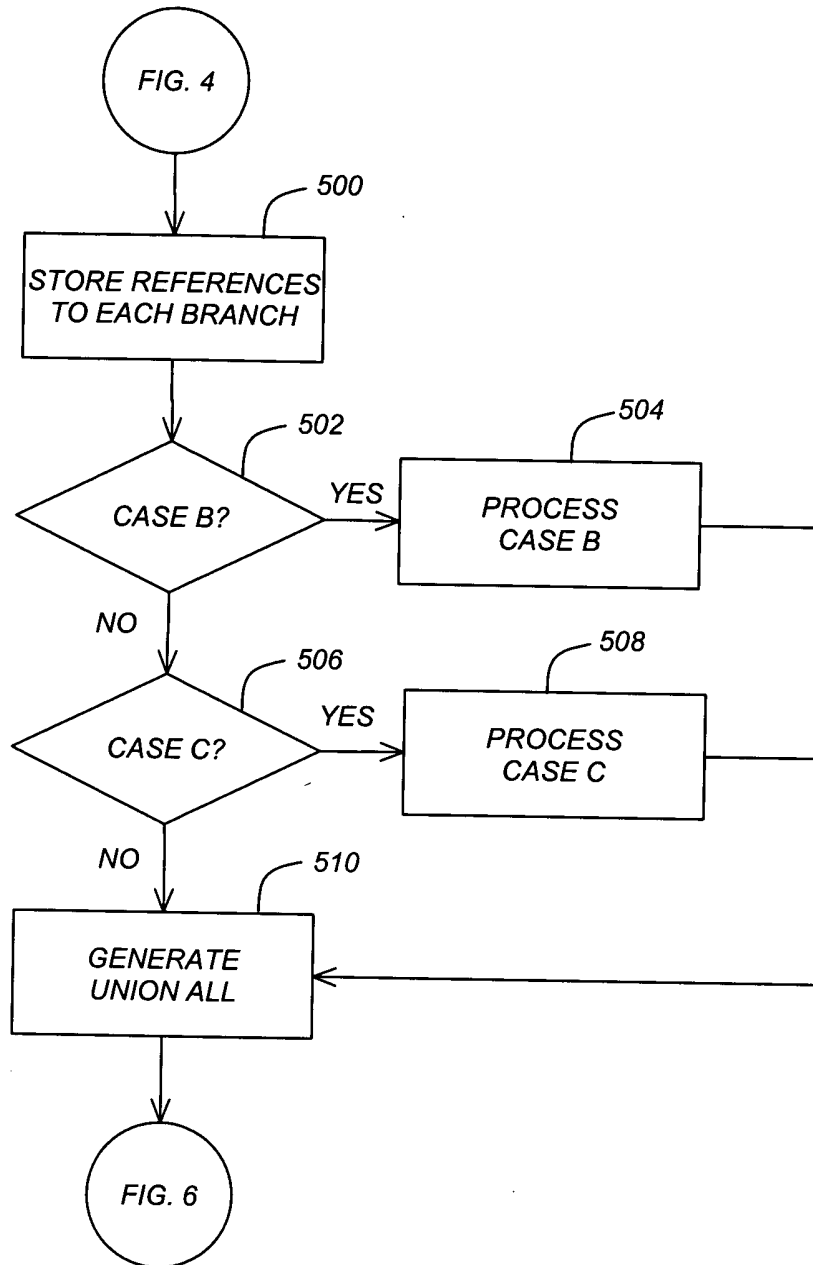 FIG. 4
500
STORE REFERENCES
TO EACH BRANCH
502
CASE B?
YES
504
PROCESS
CASE B
NO
506
CASE C?
YES
508
PROCESS
CASE C
NO
510
GENERATE
UNION ALL
FIG. 6